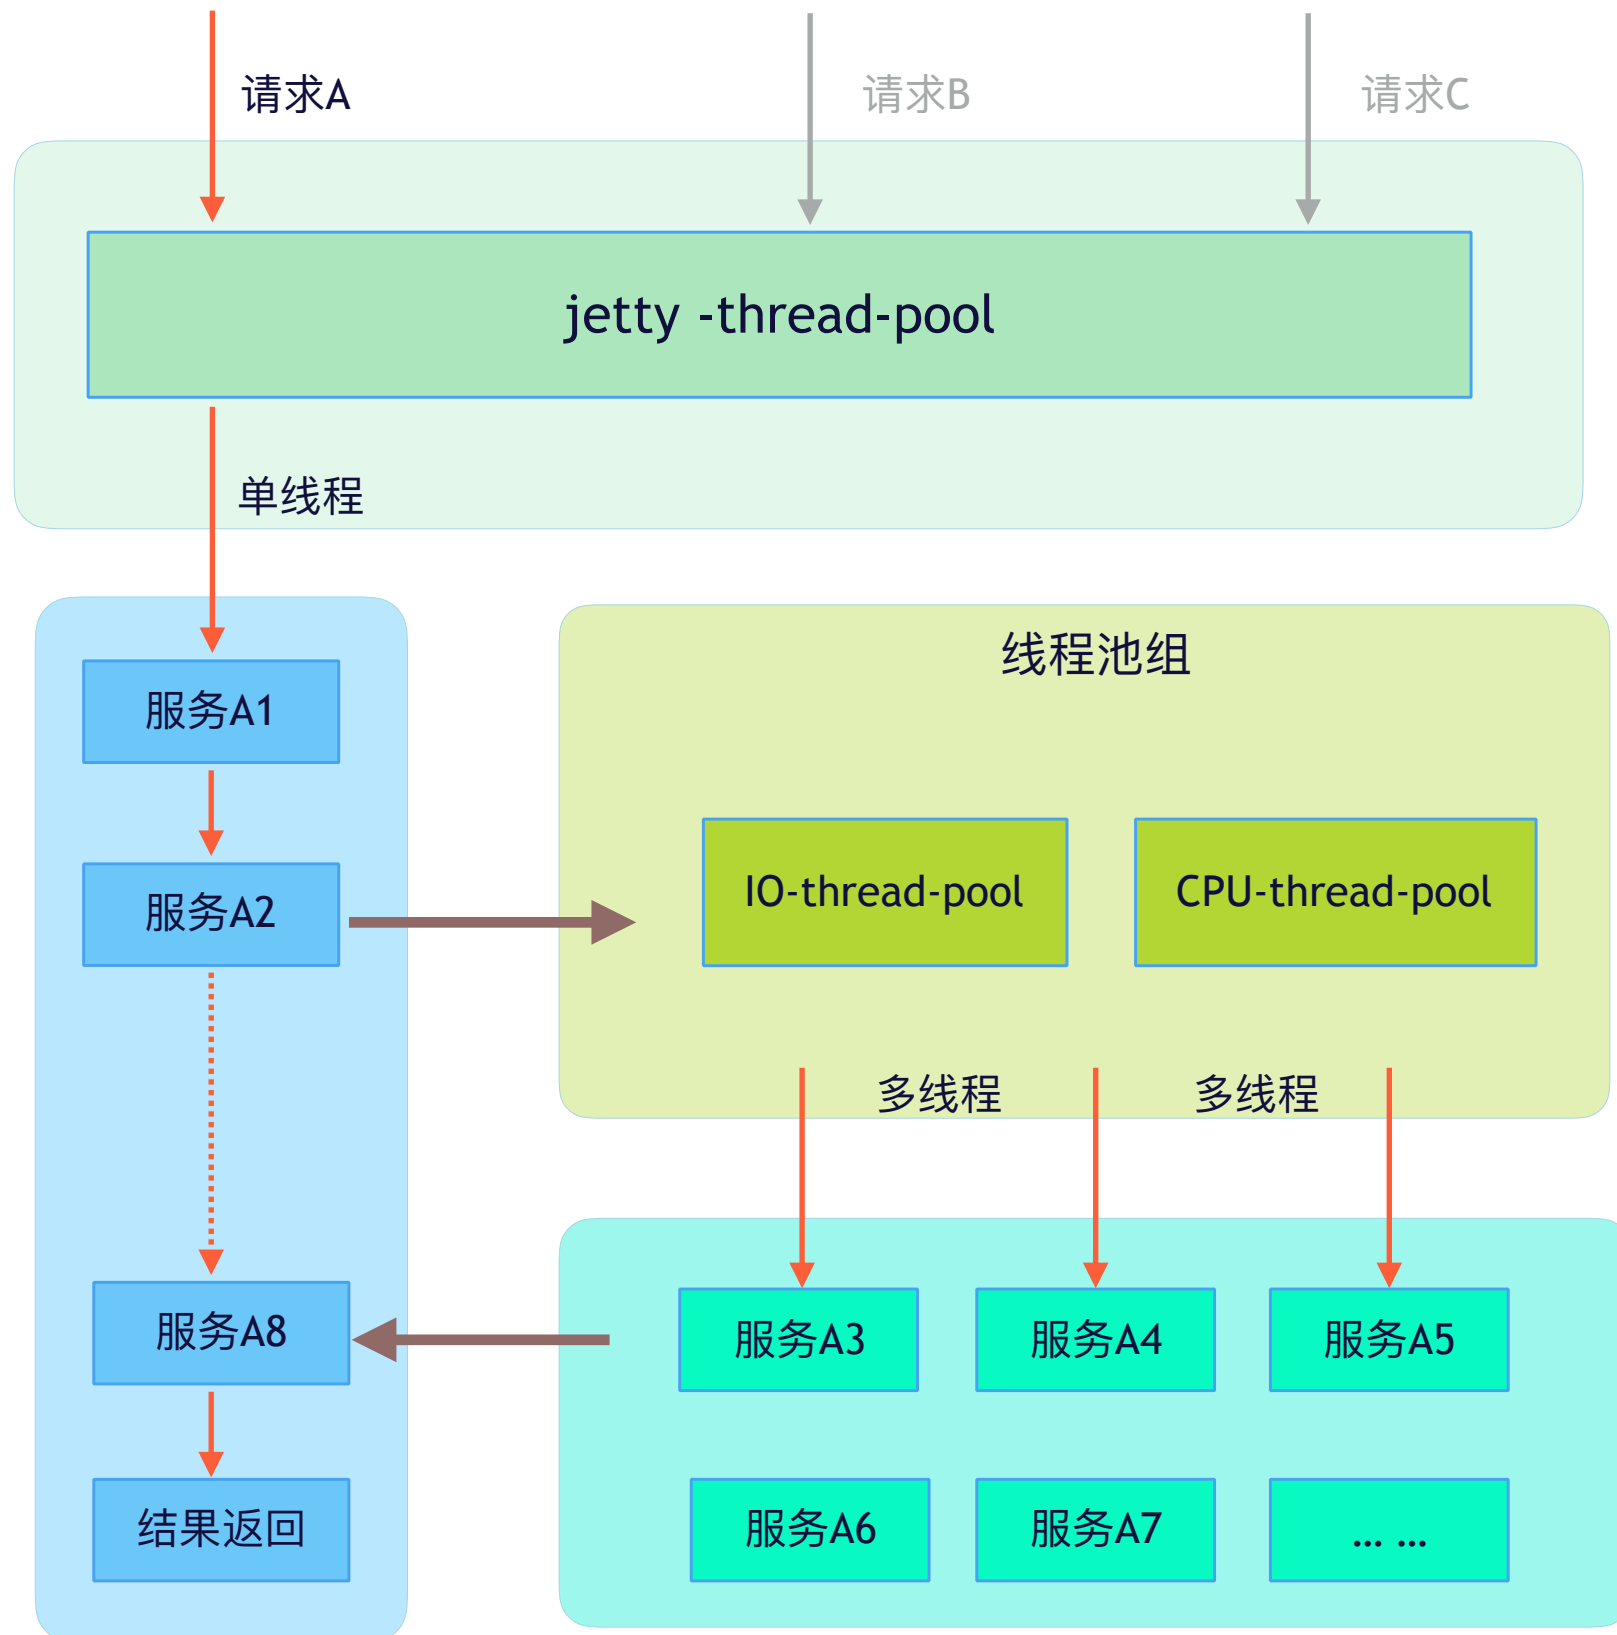 请求A
请求B
请求C
jetty -thread-pool
单线程
服务A1
服务A2
服务A8
结果返回
线程池组
IO-thread-pool
CPU-thread-pool
多线程
多线程
服务A3
服务A4
服务A5
服务A6
服务A7
... ...